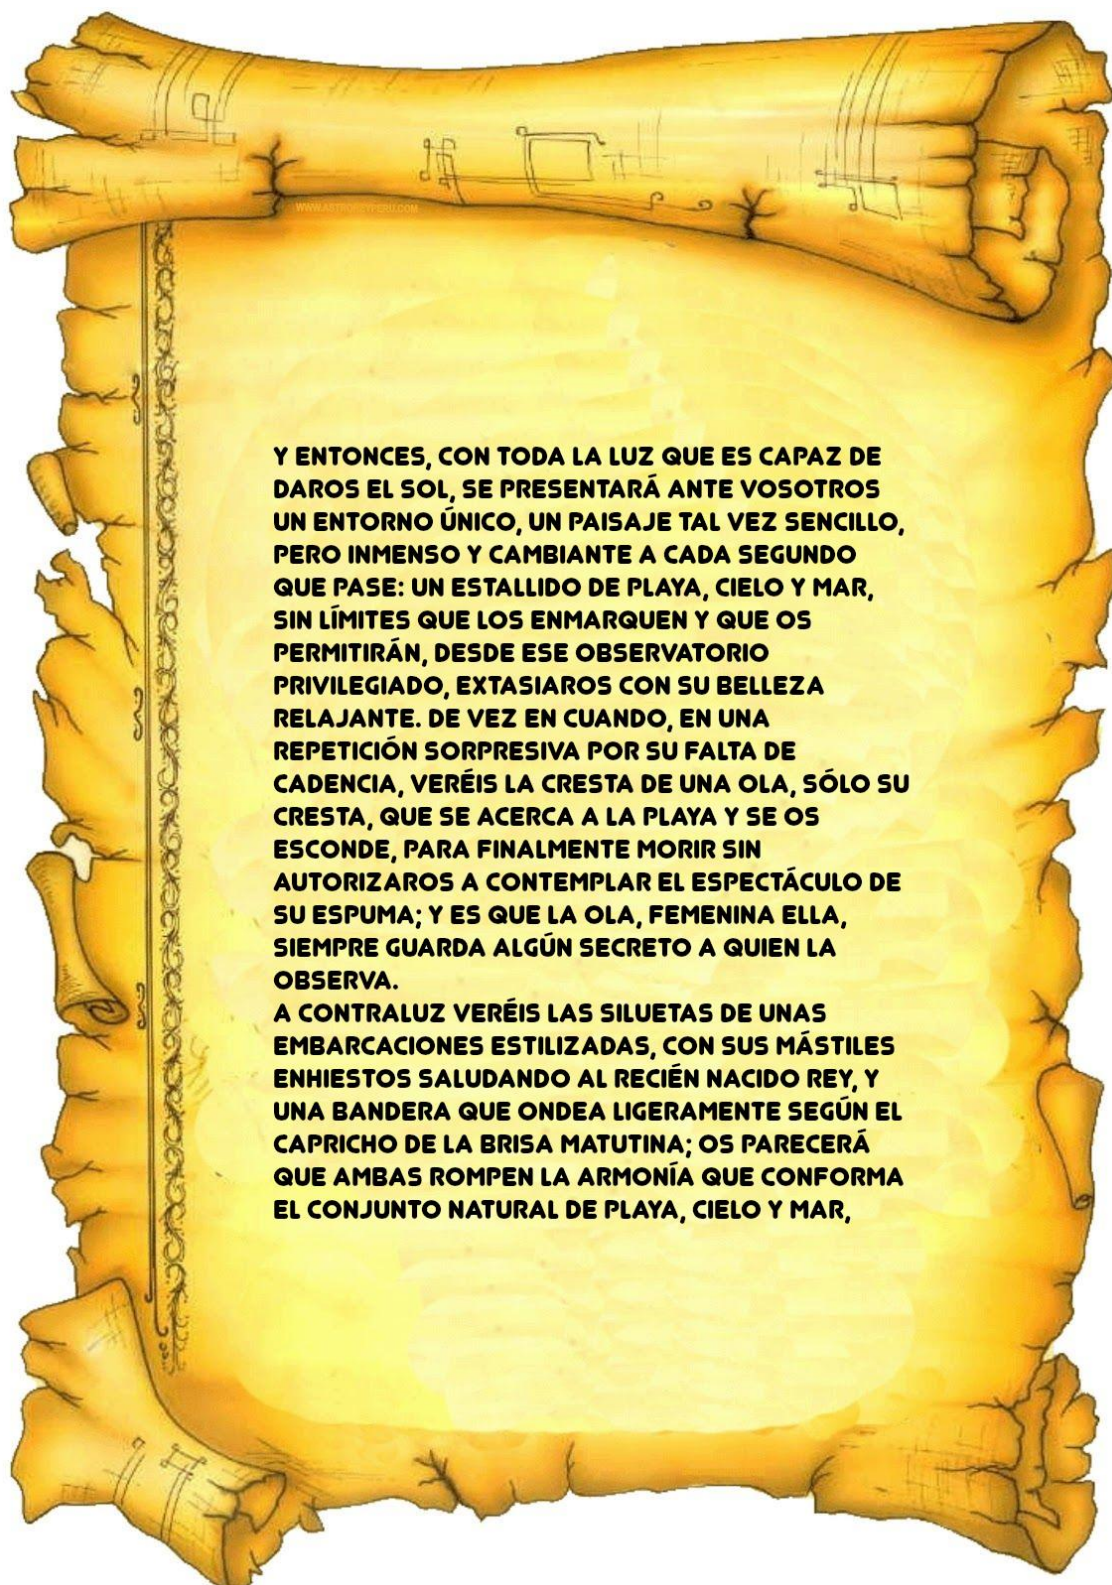 WWW.ASTROREYPERU.COM
Y ENTONCES, CON TODA LA LUZ QUE ES CAPAZ DE
DAROS EL SOL, SE PRESENTARÁ ANTE VOSOTROS
UN ENTORNO ÚNICO, UN PAISAJE TAL VEZ SENCILLO,
PERO INMENSO Y CAMBIANTE A CADA SEGUNDO
QUE PASE: UN ESTALLIDO DE PLAYA, CIELO Y MAR,
SIN LÍMITES QUE LOS ENMARQUEN Y QUE OS
PERMITIRÁN, DESDE ESE OBSERVATORIO
PRIVILEGIADO, EXTASIAROS CON SU BELLEZA
RELAJANTE. DE VEZ EN CUANDO, EN UNA
REPETICIÓN SORPRESIVA POR SU FALTA DE
CADENCIA, VERÉIS LA CRESTA DE UNA OLA, SÓLO SU
CRESTA, QUE SE ACERCA A LA PLAYA Y SE OS
ESCONDE, PARA FINALMENTE MORIR SIN
AUTORIZAROS A CONTEMPLAR EL ESPECTÁCULO DE
SU ESPUMA; Y ES QUE LA OLA, FEMENINA ELLA,
SIEMPRE GUARDA ALGÚN SECRETO A QUIEN LA
OBSERVA.
A CONTRALUZ VERÉIS LAS SILUETAS DE UNAS
EMBARCACIONES ESTILIZADAS, CON SUS MÁSTILES
ENHIESTOS SALUDANDO AL RECIÉN NACIDO REY, Y
UNA BANDERA QUE ONDEA LIGERAMENTE SEGÚN EL
CAPRICHO DE LA BRISA MATUTINA; OS PARECERÁ
QUE AMBAS ROMPEN LA ARMONÍA QUE CONFORMA
EL CONJUNTO NATURAL DE PLAYA, CIELO Y MAR,